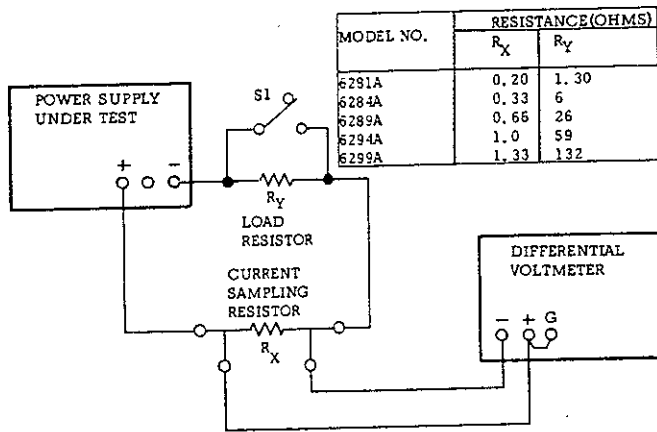 MODEL NO.
RESISTANCE(OHMS)
RX RY
6281A 0.20 1.30
6284A 0.33 6
6289A 0.66 26
6294A 1.0 59
6299A 1.33 132
POWER SUPPLY
UNDER TEST
+ -
S1
RY
LOAD
RESISTOR
CURRENT
SAMPLING
RESISTOR
RX
DIFFERENTIAL
VOLTMETER
- + G